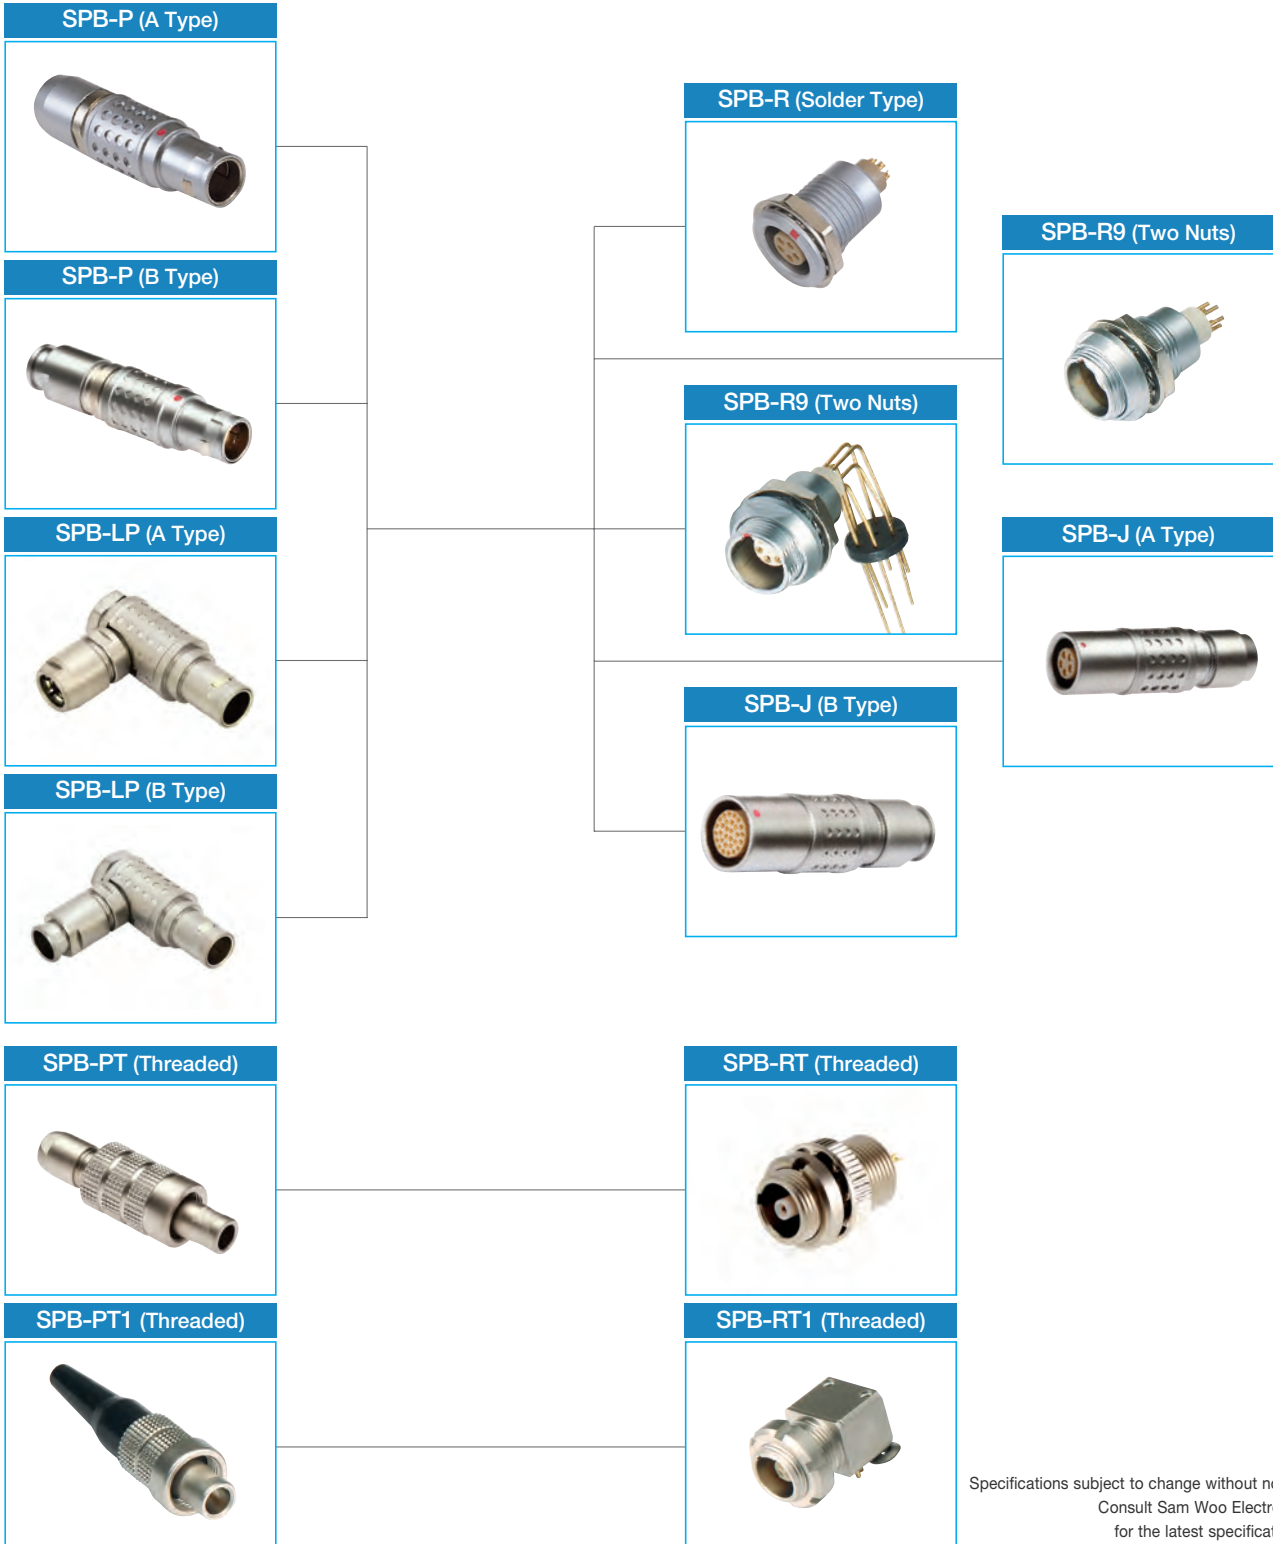 SPB-P (A Type)
SPB-R (Solder Type)
SPB-R9 (Two Nuts)
SPB-P (B Type)
SPB-R9 (Two Nuts)
SPB-LP (A Type)
SPB-J (A Type)
SPB-J (B Type)
SPB-LP (B Type)
SPB-PT (Threaded)
SPB-RT (Threaded)
SPB-PT1 (Threaded)
SPB-RT1 (Threaded)
Specifications subject to change without
Consult Sam Woo
for the latest